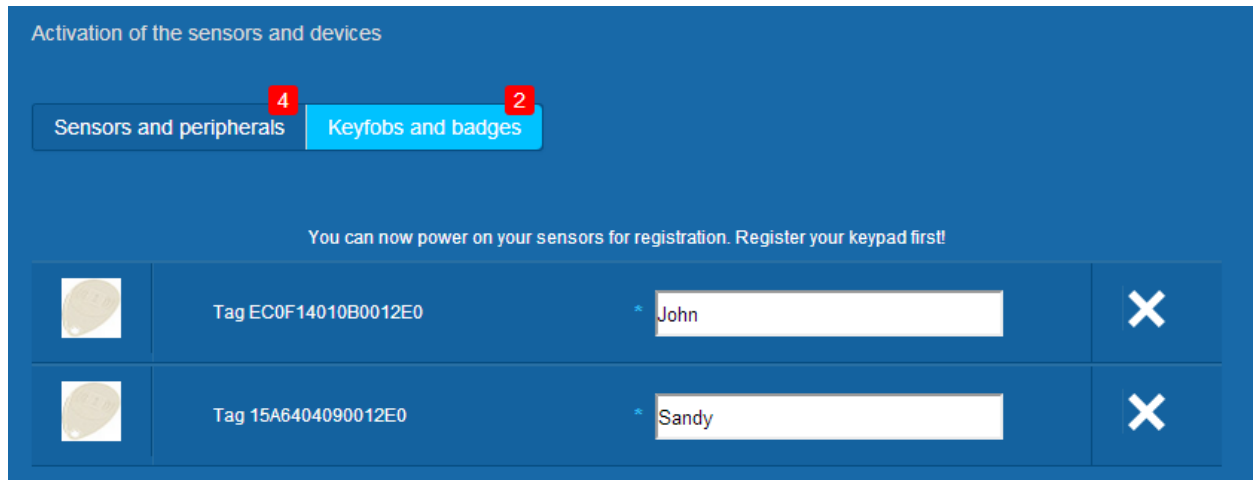 Activation of the sensors and devices
4
2
Sensors and peripherals
Keyfobs and badges
You can now power on your sensors for registration. Register your keypad first!
Tag EC0F14010B0012E0 * John
Tag 15A6404090012E0 * Sandy